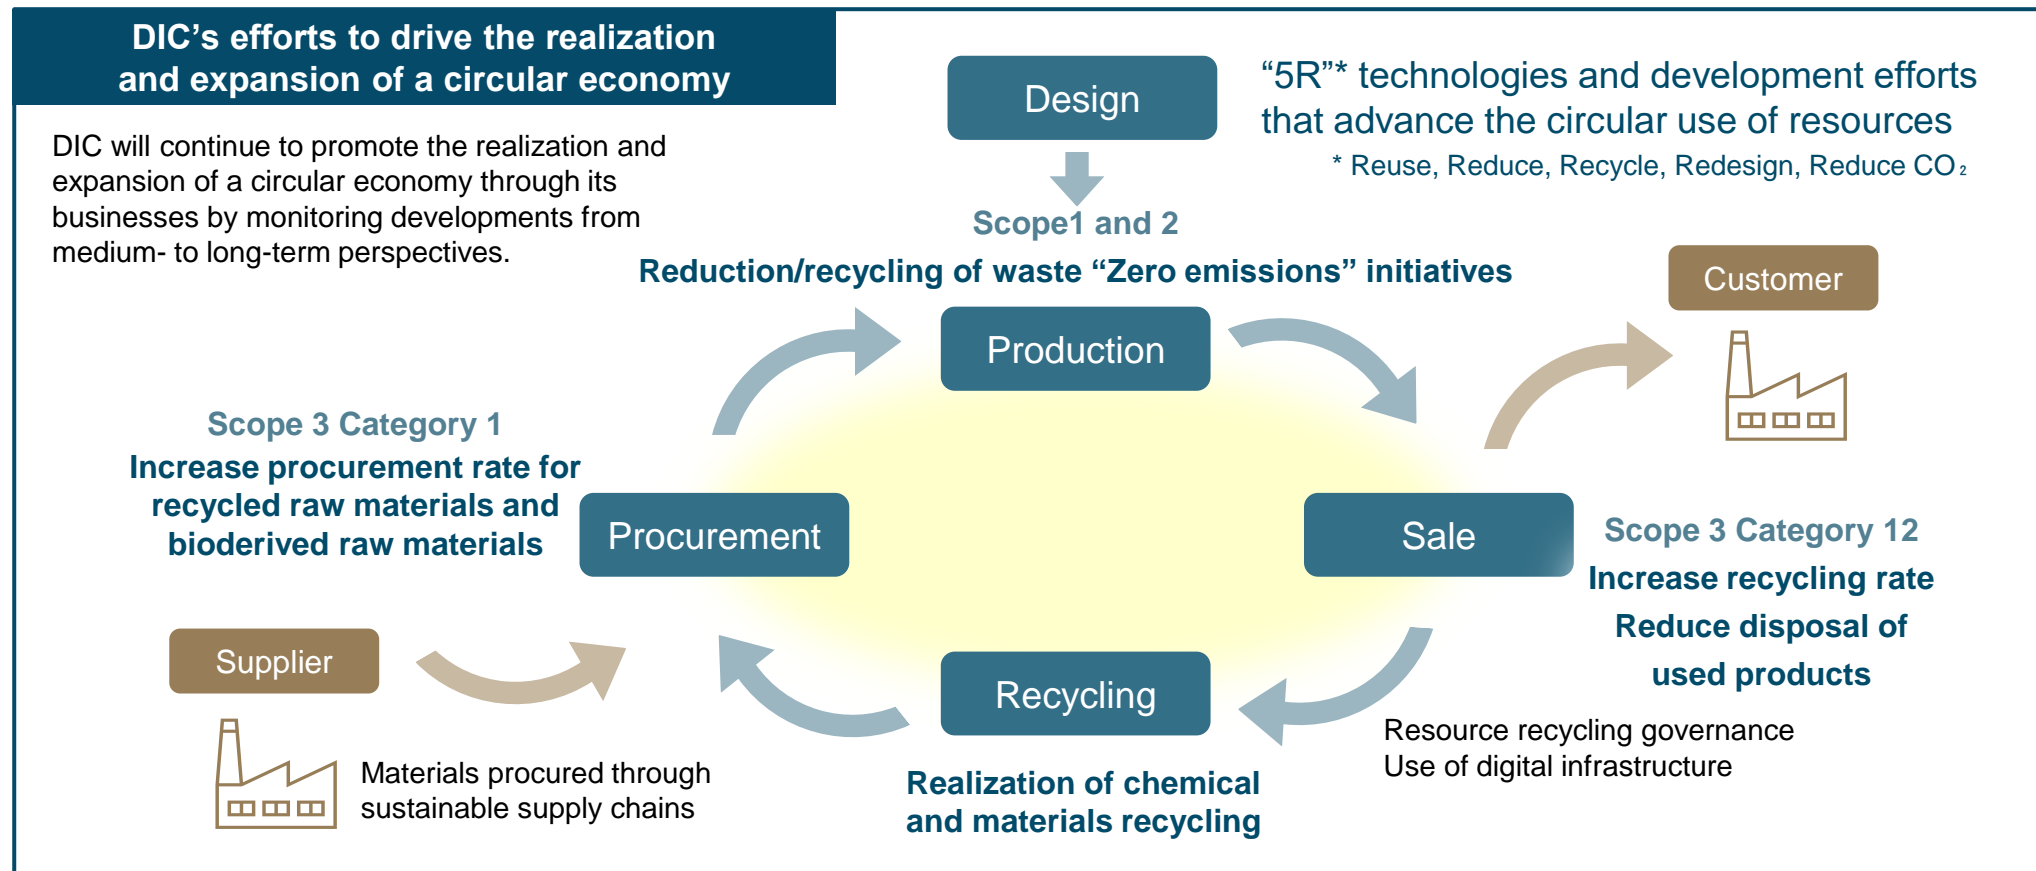 DIC’s efforts to drive the realization
and expansion of a circular economy
DIC will continue to promote the realization and
expansion of a circular economy through its
businesses by monitoring developments from
medium- to long-term perspectives.
Design
“5R”* technologies and development efforts
that advance the circular use of resources
* Reuse, Reduce, Recycle, Redesign, Reduce CO₂
Scope1 and 2
Reduction/recycling of waste “Zero emissions” initiatives
Production
Customer
Scope 3 Category 1
Increase procurement rate for
recycled raw materials and
bioderived raw materials
Procurement
Sale
Scope 3 Category 12
Increase recycling rate
Reduce disposal of
used products
Supplier
Recycling
Resource recycling governance
Use of digital infrastructure
Materials procured through
sustainable supply chains
Realization of chemical
and materials recycling